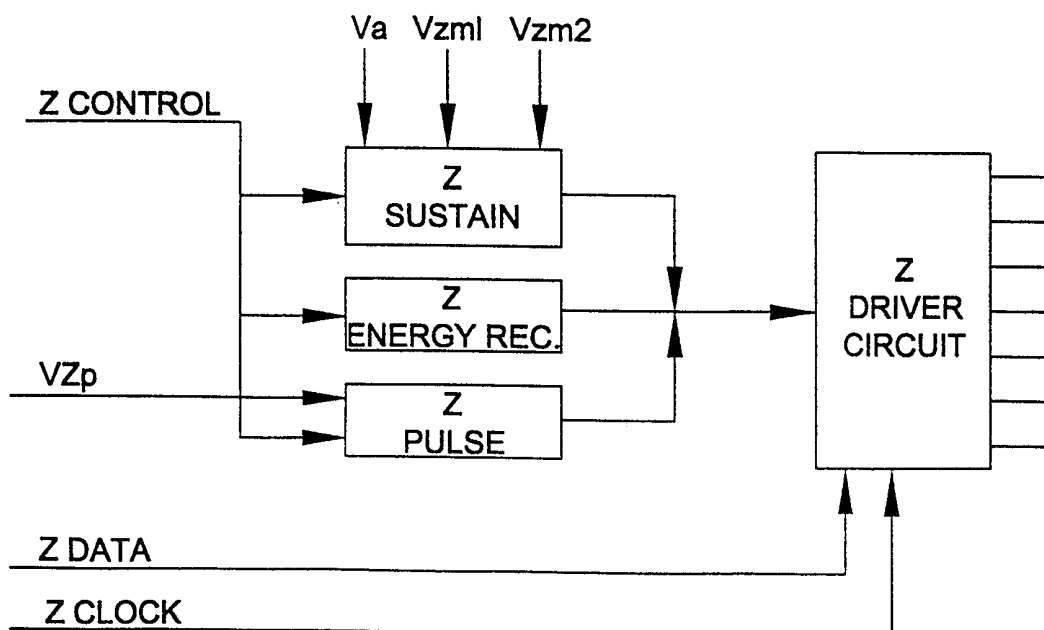 Va Vzml Vzm2
Z CONTROL
Z
SUSTAIN
Z
ENERGY REC.
VZp
Z
PULSE
Z
DRIVER
CIRCUIT
Z DATA
Z CLOCK